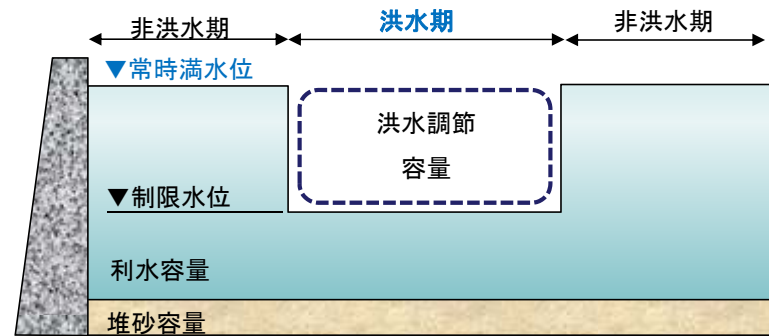 非洪水期
洪水期
非洪水期
▼常時満水位
洪水調節
容量
▼制限水位
利水容量
堆砂容量